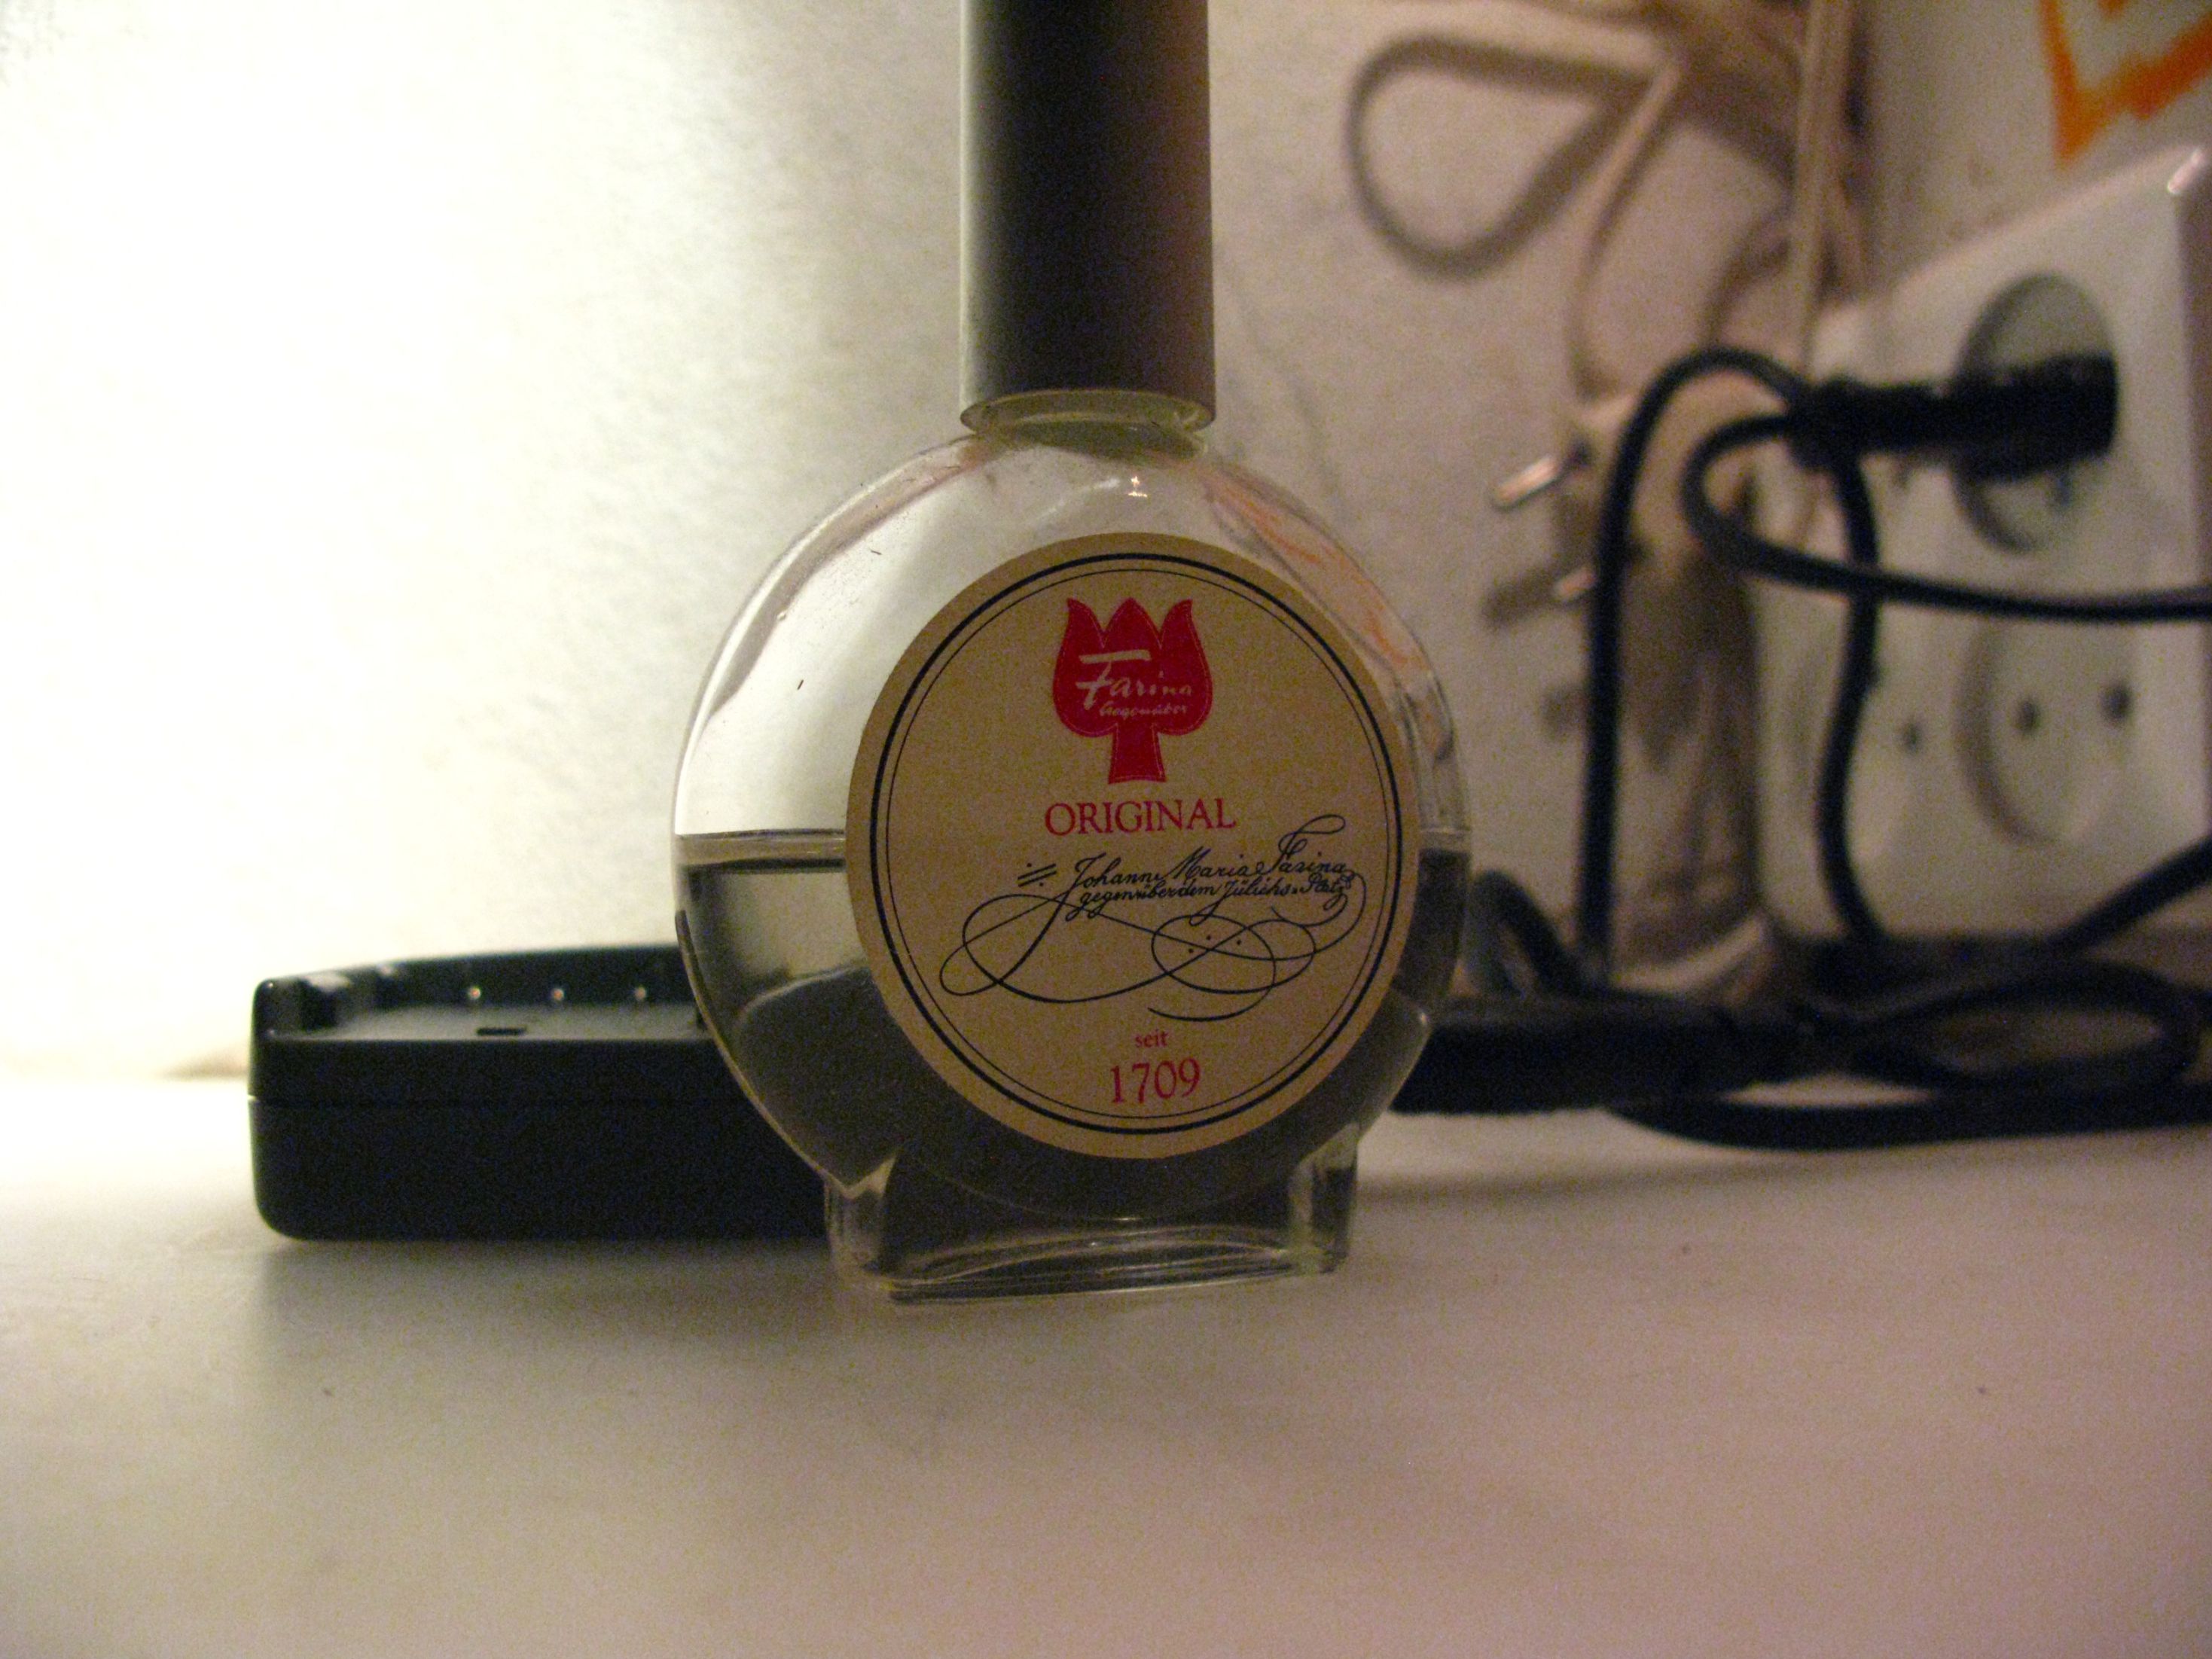 Farina
Gegenüber
ORIGINAL
Johann Maria Farina
gegenüber dem Jülichs-Platz
seit
1709